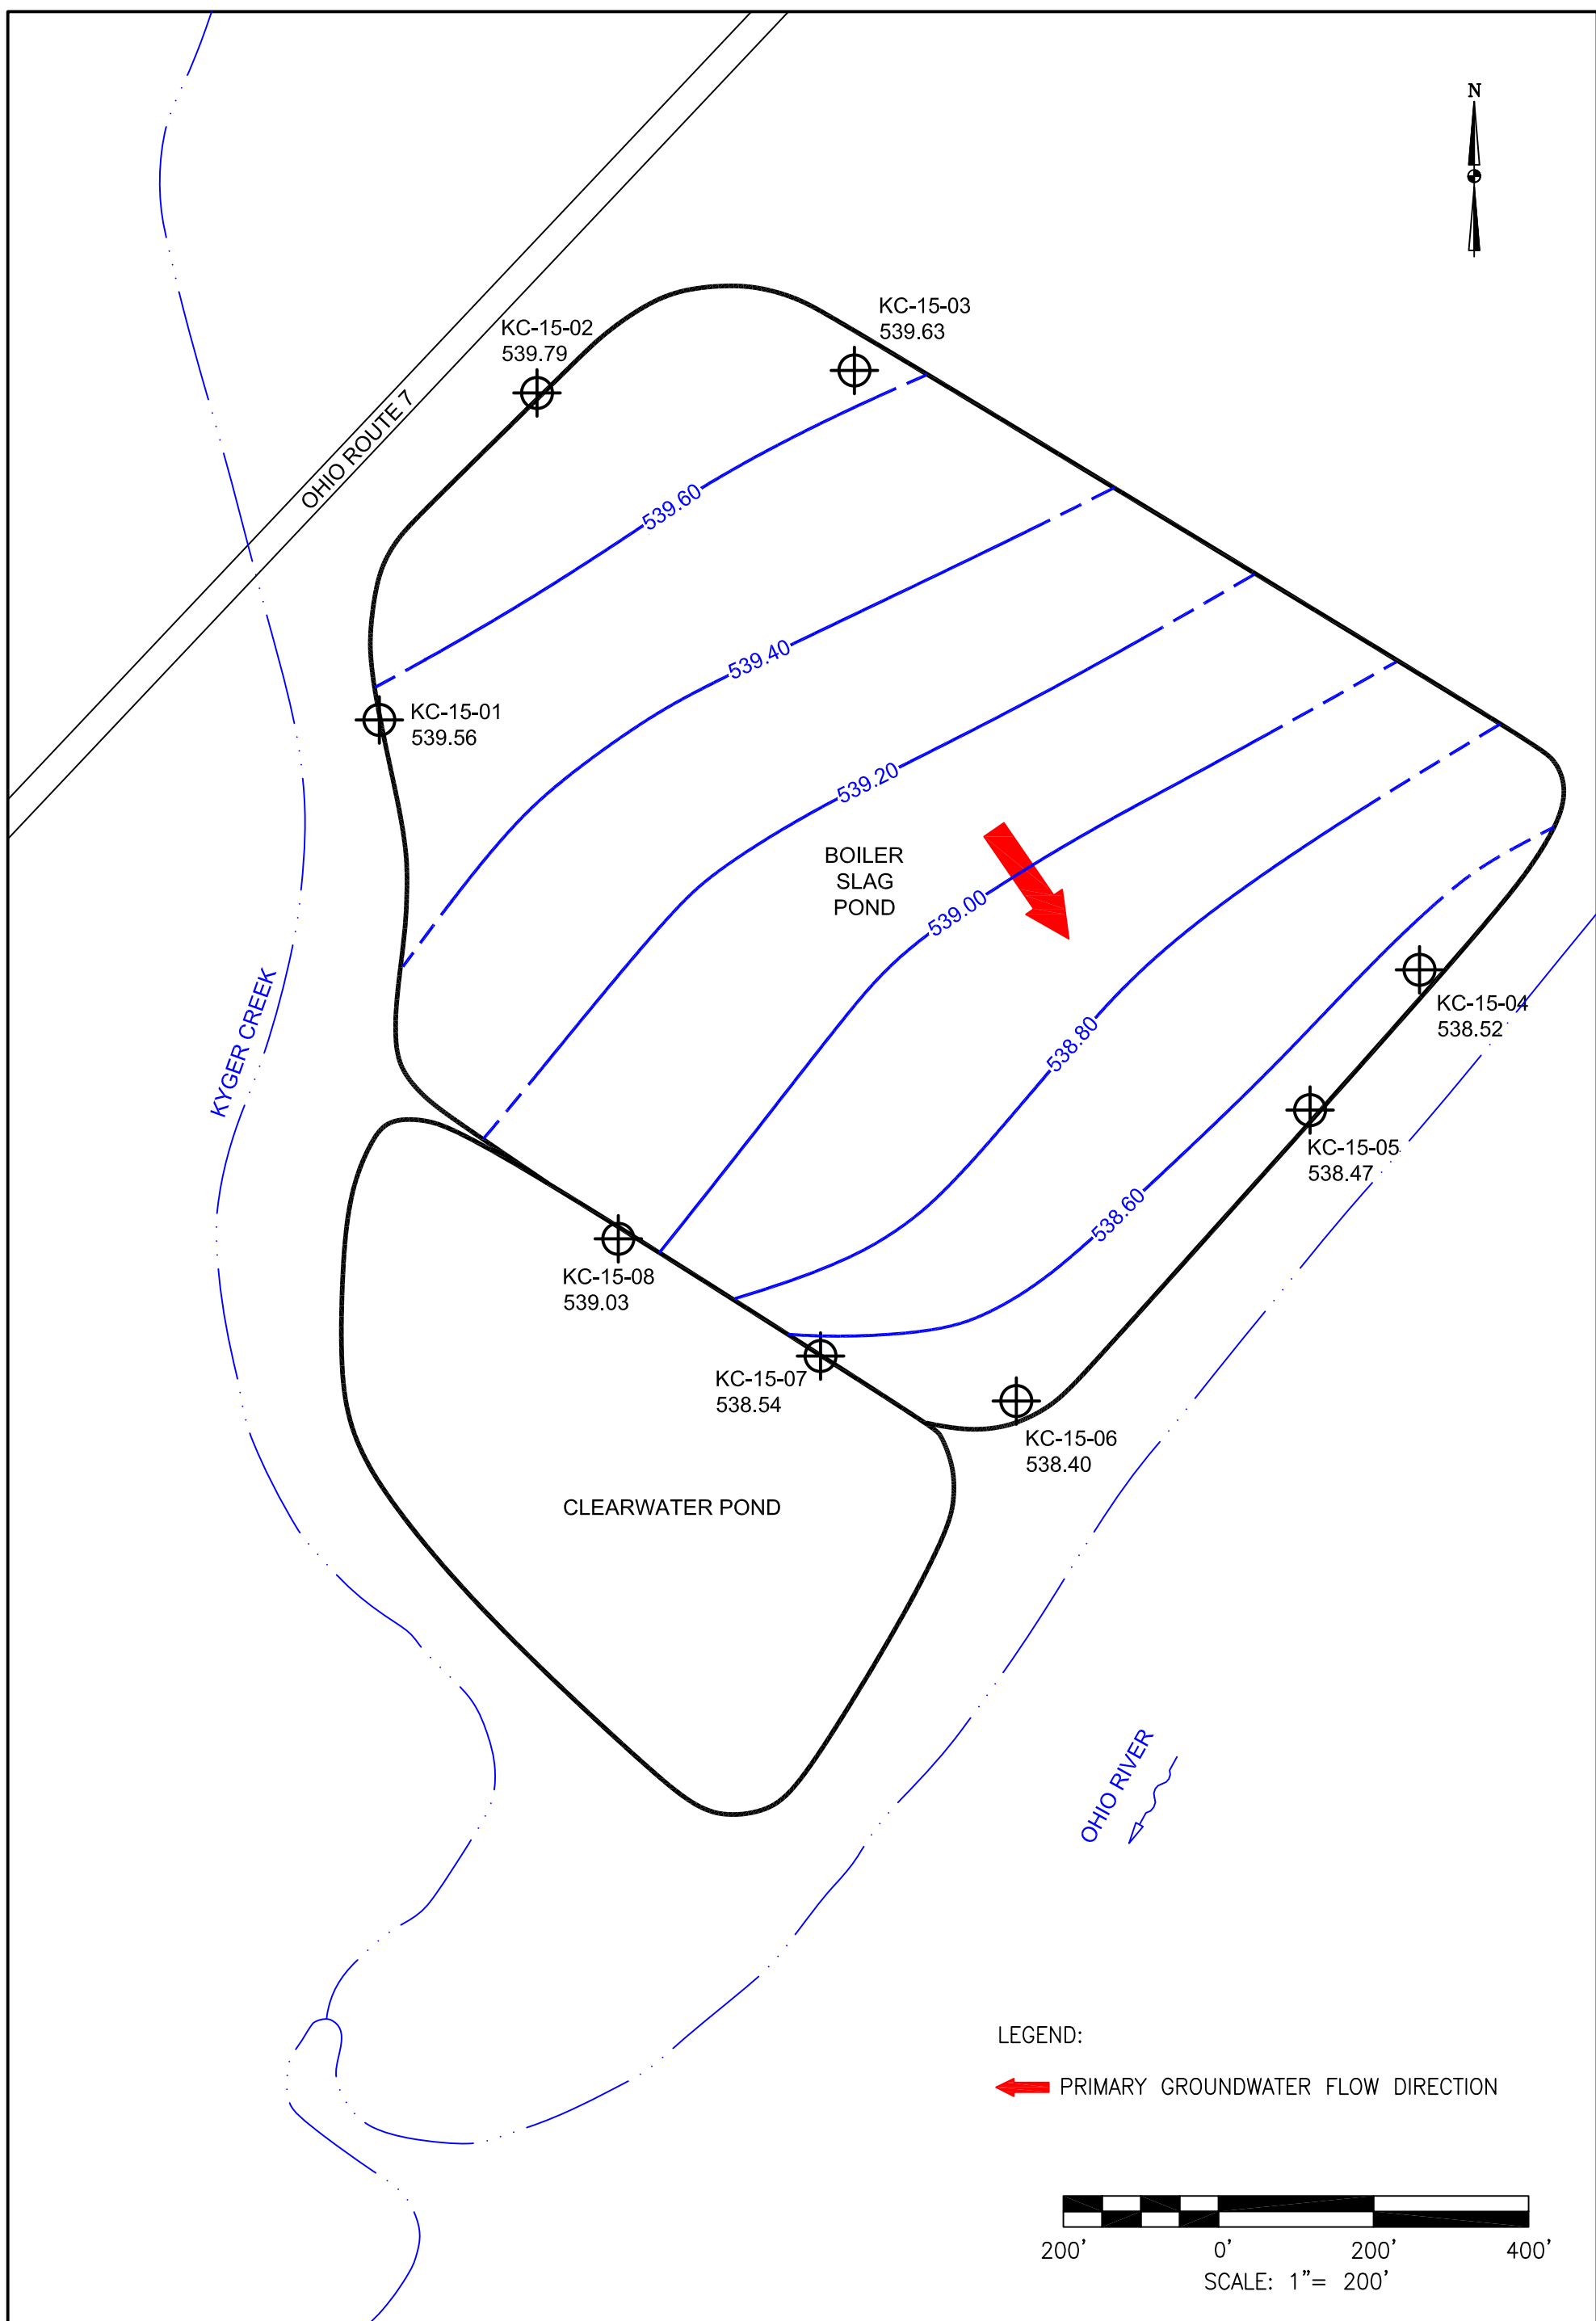 N
KC-15-03
539.63
KC-15-02
539.79
OHIO ROUTE 7
539.60
539.40
KC-15-01
539.56
539.20
BOILER
SLAG
POND
539.00
KYGER CREEK
KC-15-04
538.52
538.80
KC-15-05
538.47
538.60
KC-15-08
539.03
KC-15-07
538.54
KC-15-06
538.40
CLEARWATER POND
OHIO RIVER
LEGEND:
PRIMARY GROUNDWATER FLOW DIRECTION
200' 0' 200' 400'
SCALE: 1"= 200'